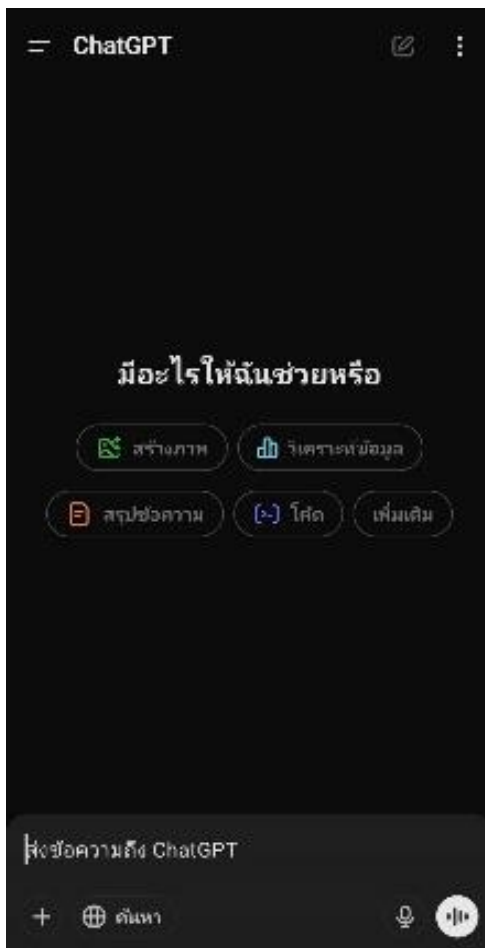 ChatGPT
มีอะไรให้ฉันช่วยหรือ
สร้างภาพ
วิเคราะห์ข้อมูล
สรุปข้อความ
โค้ด
เพิ่มเติม
ส่งข้อความถึง ChatGPT
ค้นหา